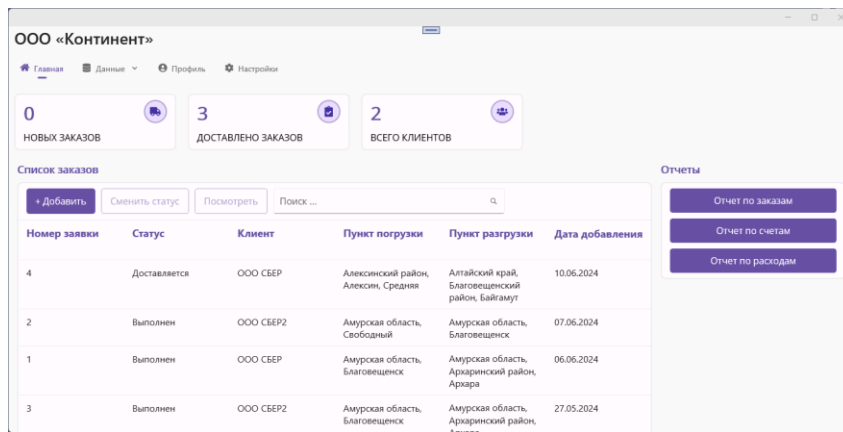 ООО «Континент»
Главная Данные Профиль Настройки
0 3 2
НОВЫХ ЗАКАЗОВ ДОСТАВЛЕНО ЗАКАЗОВ ВСЕГО КЛИЕНТОВ
Список заказов
+ Добавить Сменить статус Посмотреть Поиск ...
Номер заявки Статус Клиент Пункт погрузки Пункт разгрузки Дата добавления
4 Доставляется ООО СБЕР Алексинский район, Алтайский край, 10.06.2024
Алексин, Средняя Благовещенский
район, Байгамут
2 Выполнен ООО СБЕР2 Амурская область, Амурская область, 07.06.2024
Свободный Благовещенск
1 Выполнен ООО СБЕР Амурская область, Амурская область, 06.06.2024
Благовещенск Архаринский район,
Архара
3 Выполнен ООО СБЕР2 Амурская область, Амурская область, 27.05.2024
Благовещенск Архаринский район,
Отчеты
Отчет по заказам
Отчет по счетам
Отчет по расходам